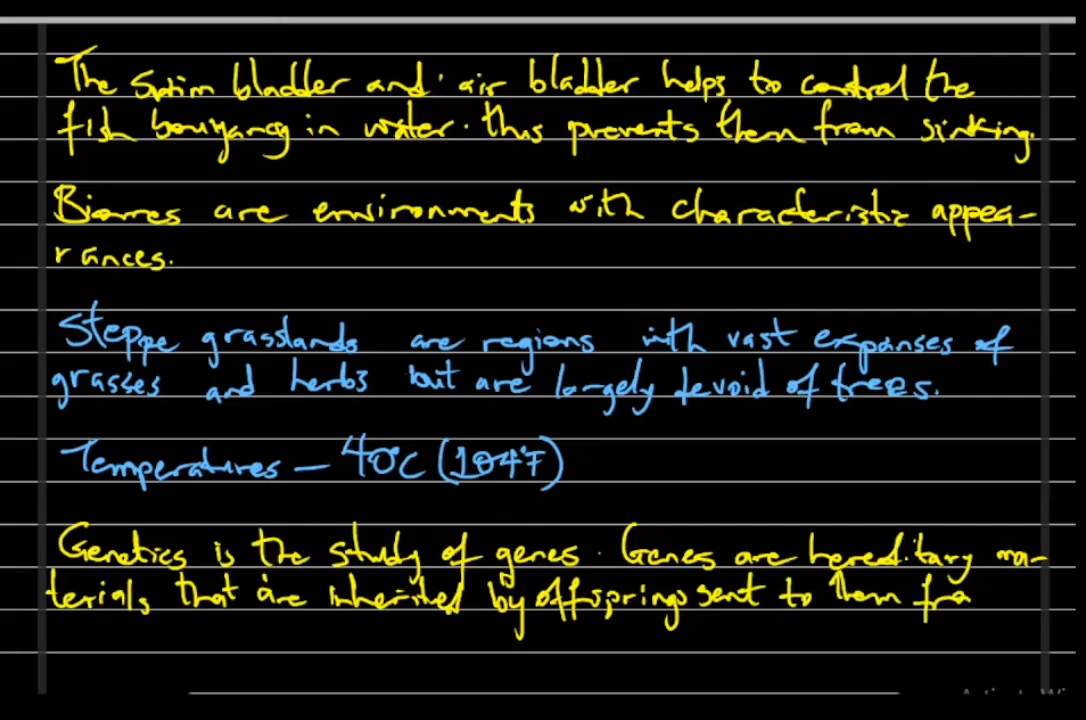 The Swim bladder and air bladder helps to control the
fish bouyancy in water. thus prevents them from sinking.
Biomes are environments with characteristic appea-
rances.
Steppe grasslands are regions with vast expanses of
grasses and herbs but are largely devoid of trees.
Temperatures – 40°C (104°F)
Genetics is the study of genes. Genes are hereditary ma-
terials that are inherited by offsprings sent to them fro